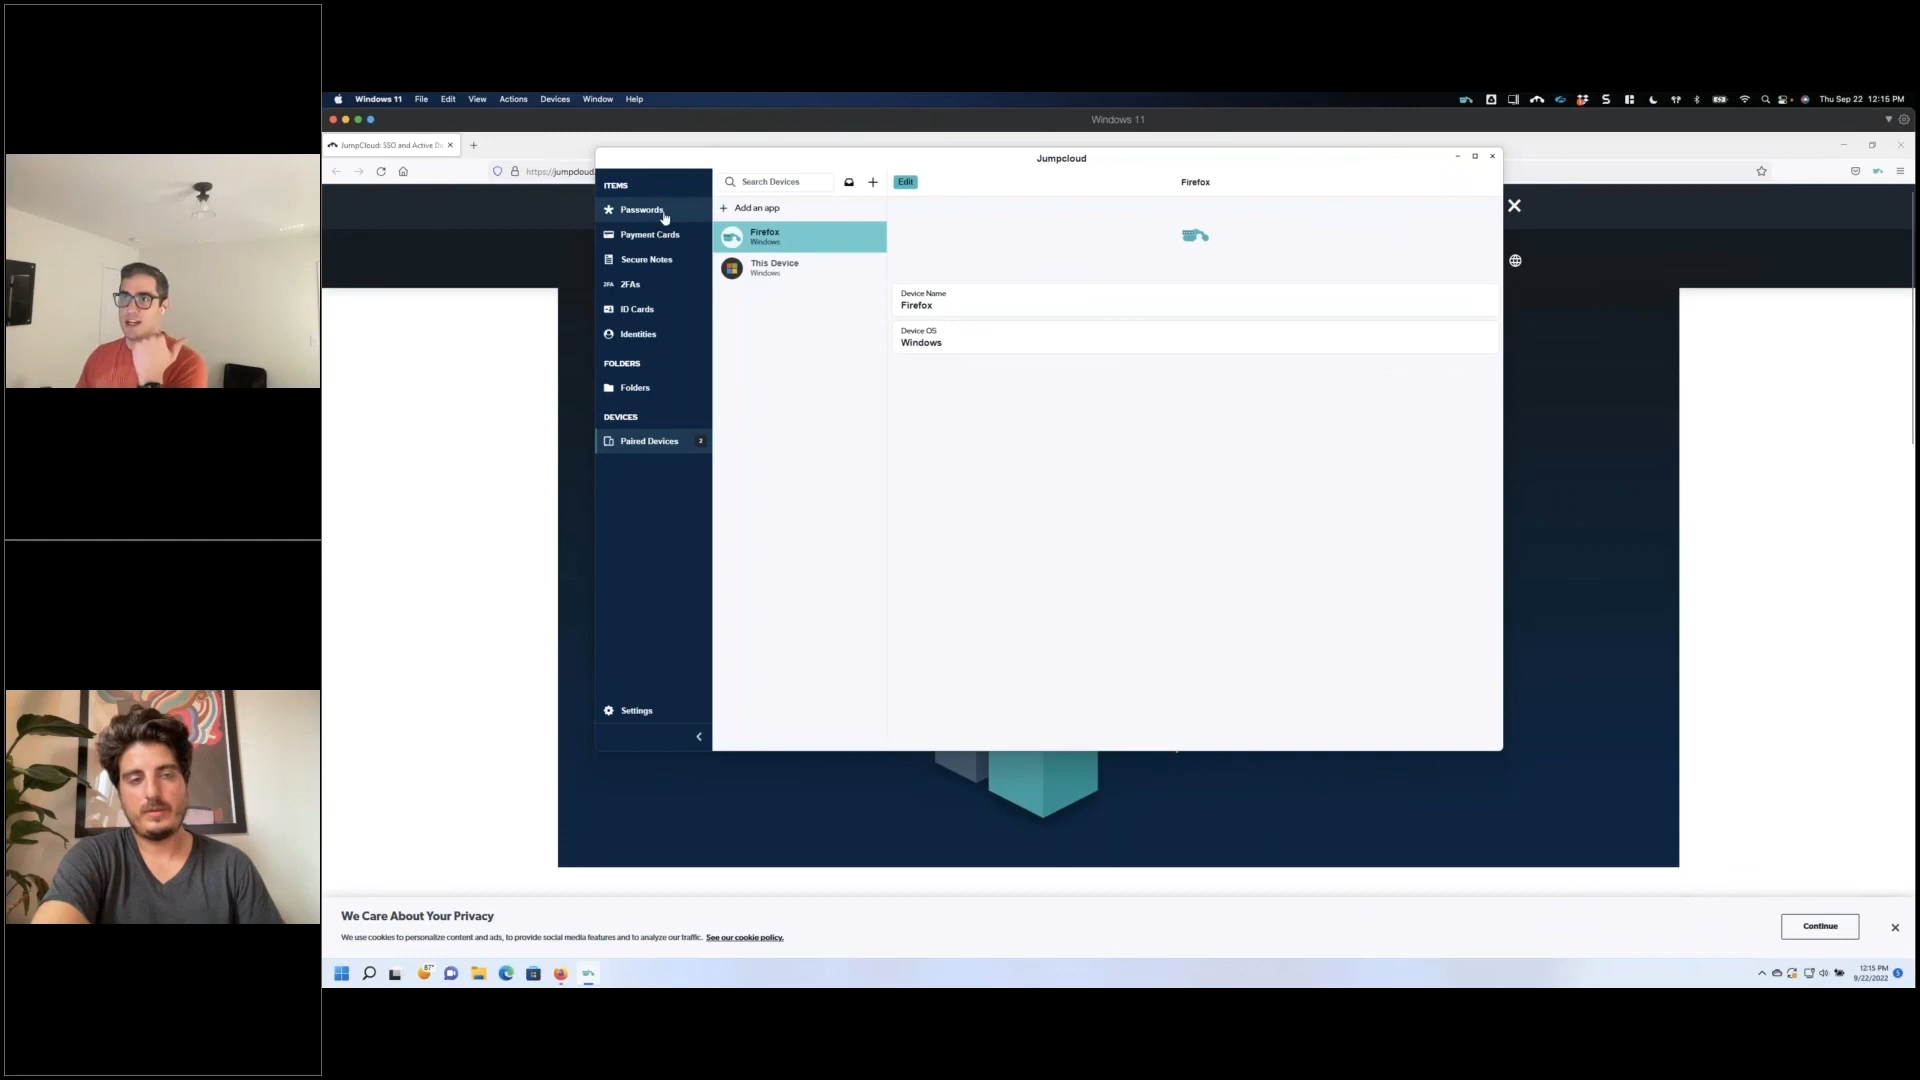 Windows 11 File Edit View Actions Devices Window Help
Thu Sep 22 12:15 PM
Windows 11
JumpCloud: SSO and Active Di
https://jumpcloud.
Jumpcloud
ITEMS
Passwords
Payment Cards
Secure Notes
2FA 2FAs
ID Cards
Identities
FOLDERS
Folders
DEVICES
Paired Devices 2
Settings
Search Devices
Add an app
Firefox
Windows
This Device
Windows
Edit
Firefox
Device Name
Firefox
Device OS
Windows
We Care About Your Privacy
We use cookies to personalize content and ads, to provide social media features and to analyze our traffic. See our cookie policy.
Continue
87°
12:15 PM
9/22/2022
5